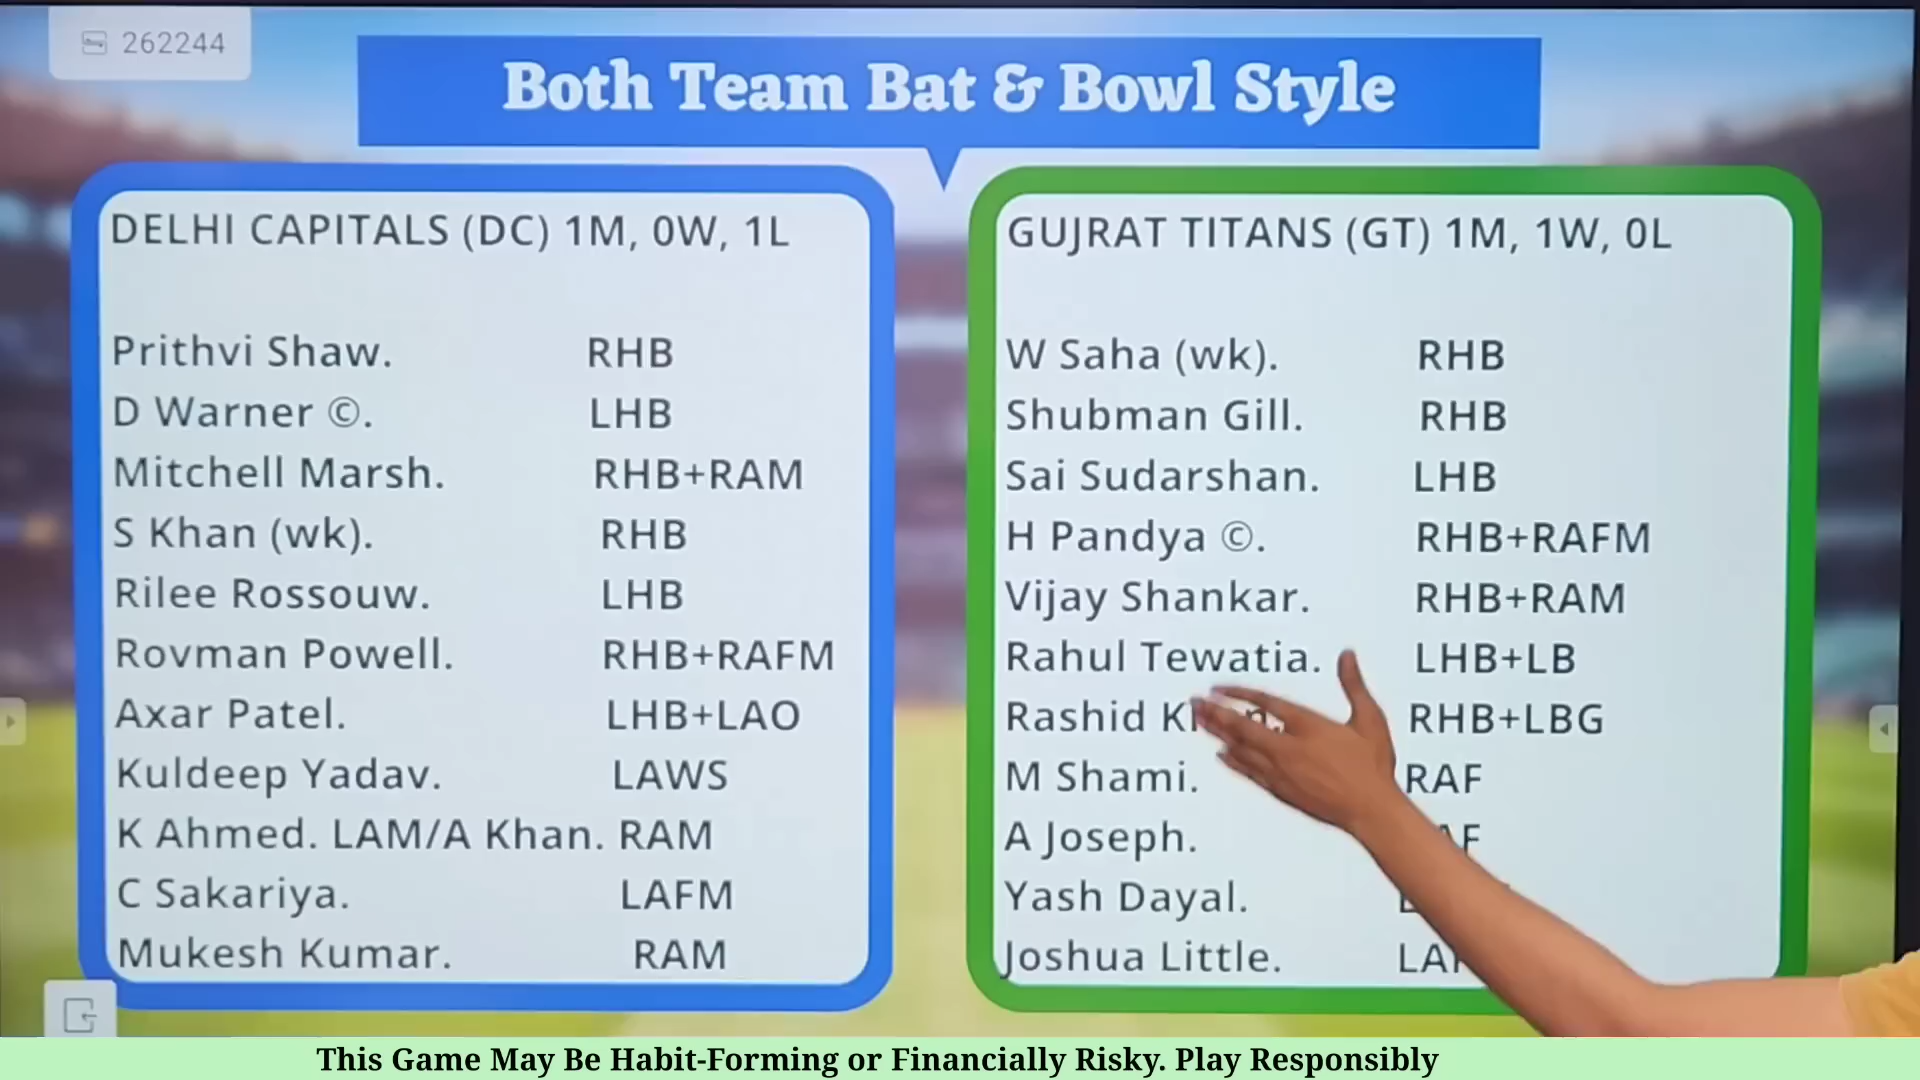 262244
Both Team Bat & Bowl Style
DELHI CAPITALS (DC) 1M, 0W, 1L
Prithvi Shaw. RHB
D Warner ©. LHB
Mitchell Marsh. RHB+RAM
S Khan (wk). RHB
Rilee Rossouw. LHB
Rovman Powell. RHB+RAFM
Axar Patel. LHB+LAO
Kuldeep Yadav. LAWS
K Ahmed. LAM/A Khan. RAM
C Sakariya. LAFM
Mukesh Kumar. RAM
GUJRAT TITANS (GT) 1M, 1W, 0L
W Saha (wk). RHB
Shubman Gill. RHB
Sai Sudarshan. LHB
H Pandya ©. RHB+RAFM
Vijay Shankar. RHB+RAM
Rahul Tewatia. LHB+LB
Rashid RHB+LBG
M Shami. RAF
A Joseph.
Yash Dayal.
Joshua Little.
This Game May Be Habit-Forming or Financially Risky. Play Responsibly